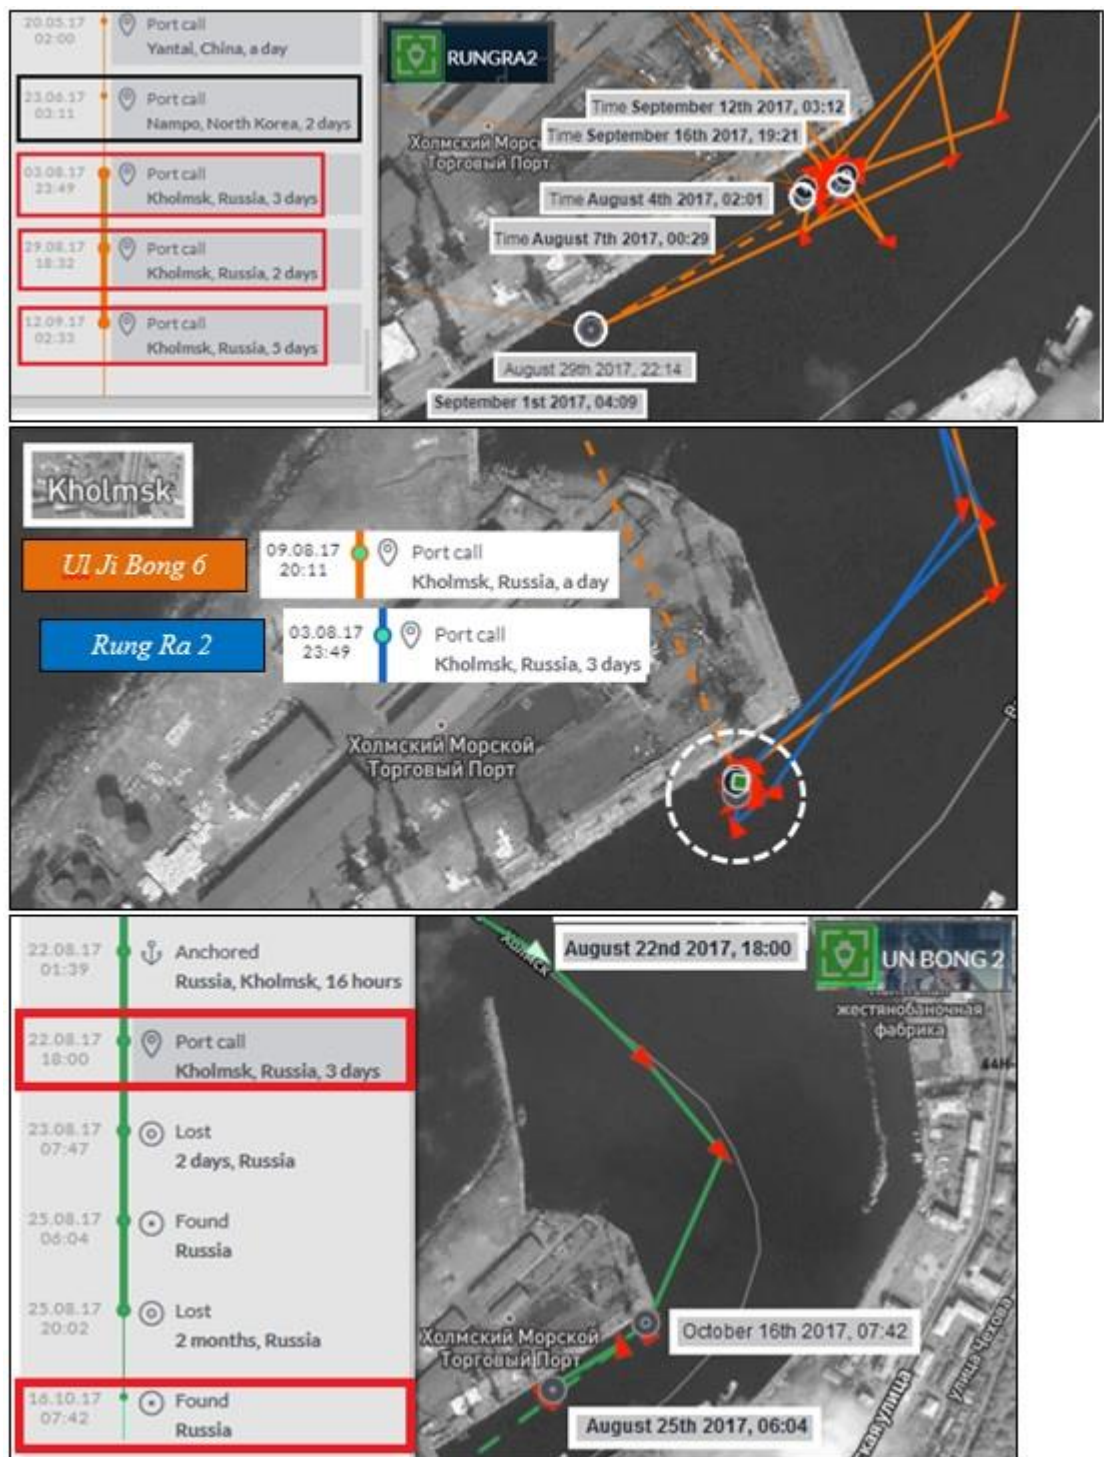 20.05.17
02:00
Port call
Yantai, China, a day
23.06.17
03:11
Port call
Nampo, North Korea, 2 days
03.08.17
23:49
Port call
Kholmsk, Russia, 3 days
29.08.17
18:32
Port call
Kholmsk, Russia, 2 days
12.09.17
02:33
Port call
Kholmsk, Russia, 5 days
RUNGRA2
Time September 12th 2017, 03:12
Time September 16th 2017, 19:21
Time August 4th 2017, 02:01
Time August 7th 2017, 00:29
August 29th 2017, 22:14
September 1st 2017, 04:09
Холмский Морс
Торговый Порт
Kholmsk
Ul Ji Bong 6
09.08.17
20:11
Port call
Kholmsk, Russia, a day
Rung Ra 2
03.08.17
23:49
Port call
Kholmsk, Russia, 3 days
Холмский Морской
Торговый Порт
22.08.17
01:39
Anchored
Russia, Kholmsk, 16 hours
22.08.17
18:00
Port call
Kholmsk, Russia, 3 days
23.08.17
07:47
Lost
2 days, Russia
25.08.17
06:04
Found
Russia
25.08.17
20:02
Lost
2 months, Russia
16.10.17
07:42
Found
Russia
August 22nd 2017, 18:00
UN BONG 2
жестянобаночная
фабрика
44Н
Холмск
Холмский Морской
Торговый Порт
October 16th 2017, 07:42
August 25th 2017, 06:04
улица Чехова
ская улица